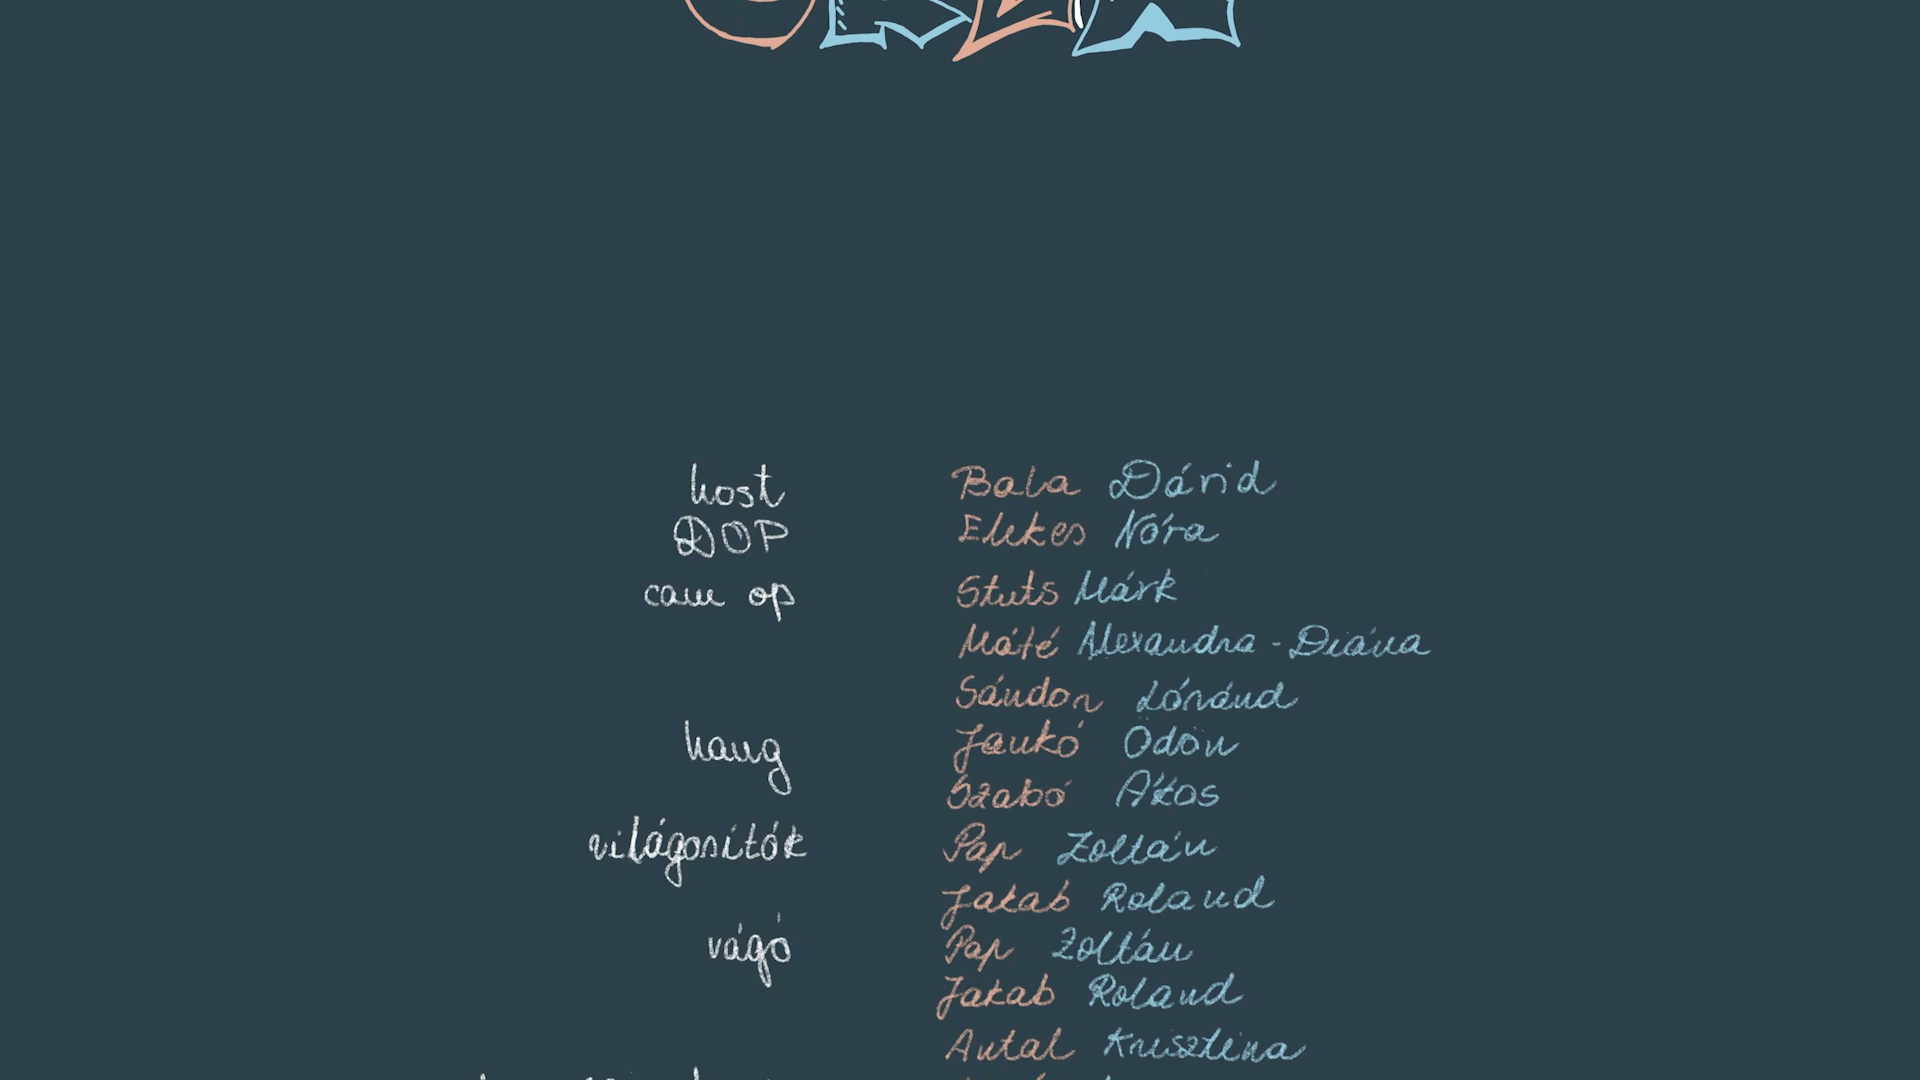 host Bala Dávid
DOP Elekes Nóra
cam op Stuts Márk
Máté Alexandra-Diána
Sándor Lóránd
hang Jankó Ödön
Szabó Ákos
világosítók Pap Zoltán
Jakab Roland
vágó Pap Zoltán
Jakab Roland
Antal Krisztina